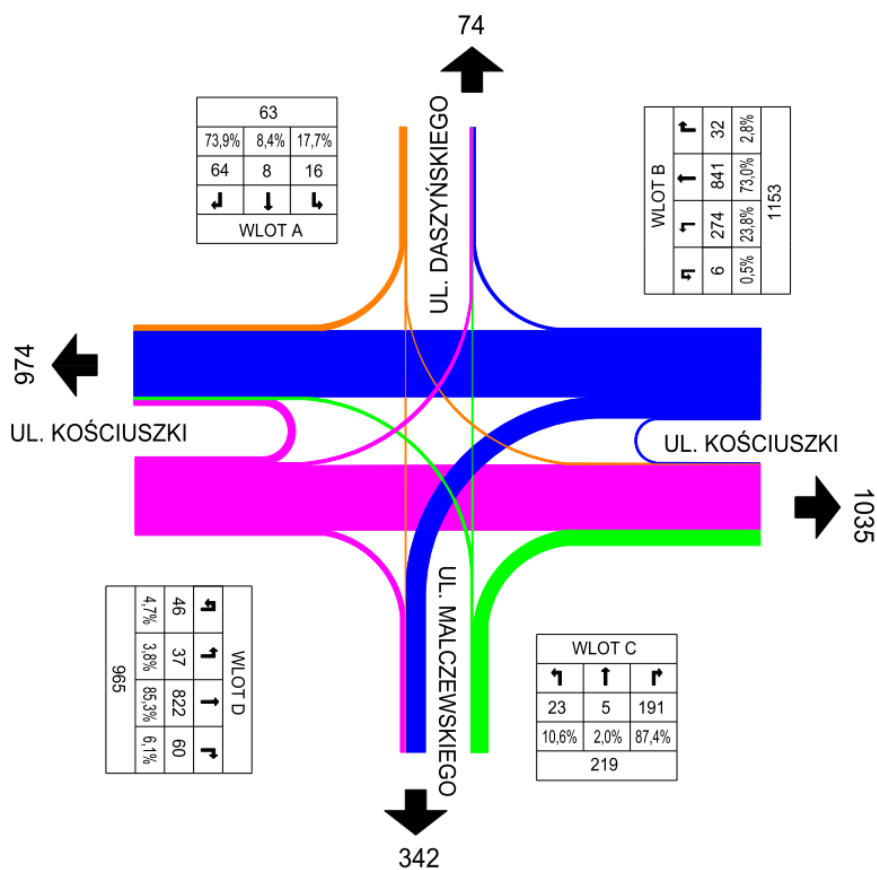 74
63
73,9% 8,4% 17,7%
64 8 16
WLOT A
UL. DASZYŃSKIEGO
WLOT B
32 2,8%
841 73,0%
274 23,8%
6 0,5%
1153
974
UL. KOŚCIUSZKI
UL. KOŚCIUSZKI
1035
WLOT D
46 4,7%
37 3,8%
822 85,3%
60 6,1%
965
UL. MALCZEWSKIEGO
WLOT C
23 5 191
10,6% 2,0% 87,4%
219
342